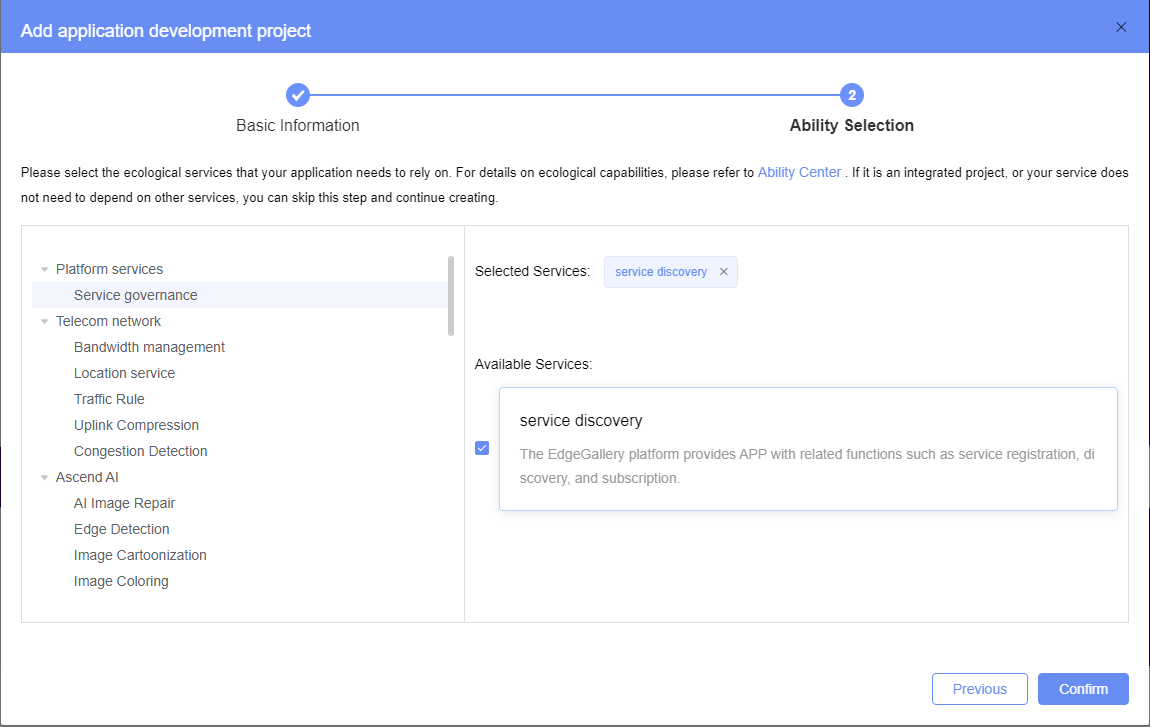 Add application development project
2
Basic Information
Ability Selection
Please select the ecological services that your application needs to rely on. For details on ecological capabilities, please refer to Ability Center . If it is an integrated project, or your service does
not need to depend on other services, you can skip this step and continue creating.
Platform services
Service governance
Telecom network
Bandwidth management
Location service
Traffic Rule
Uplink Compression
Congestion Detection
Ascend AI
AI Image Repair
Edge Detection
Image Cartoonization
Image Coloring
Selected Services:
service discovery
Available Services:
service discovery
The EdgeGallery platform provides APP with related functions such as service registration, di
scovery, and subscription.
Previous
Confirm